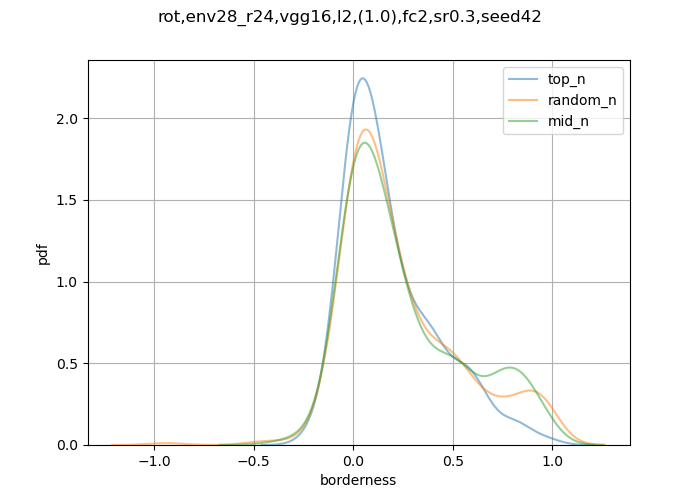 rot,env28_r24,vgg16,l2,(1.0),fc2,sr0.3,seed42
top_n
random_n
mid_n
pdf
2.0
1.5
1.0
0.5
0.0
−1.0
−0.5
0.0
0.5
1.0
borderness